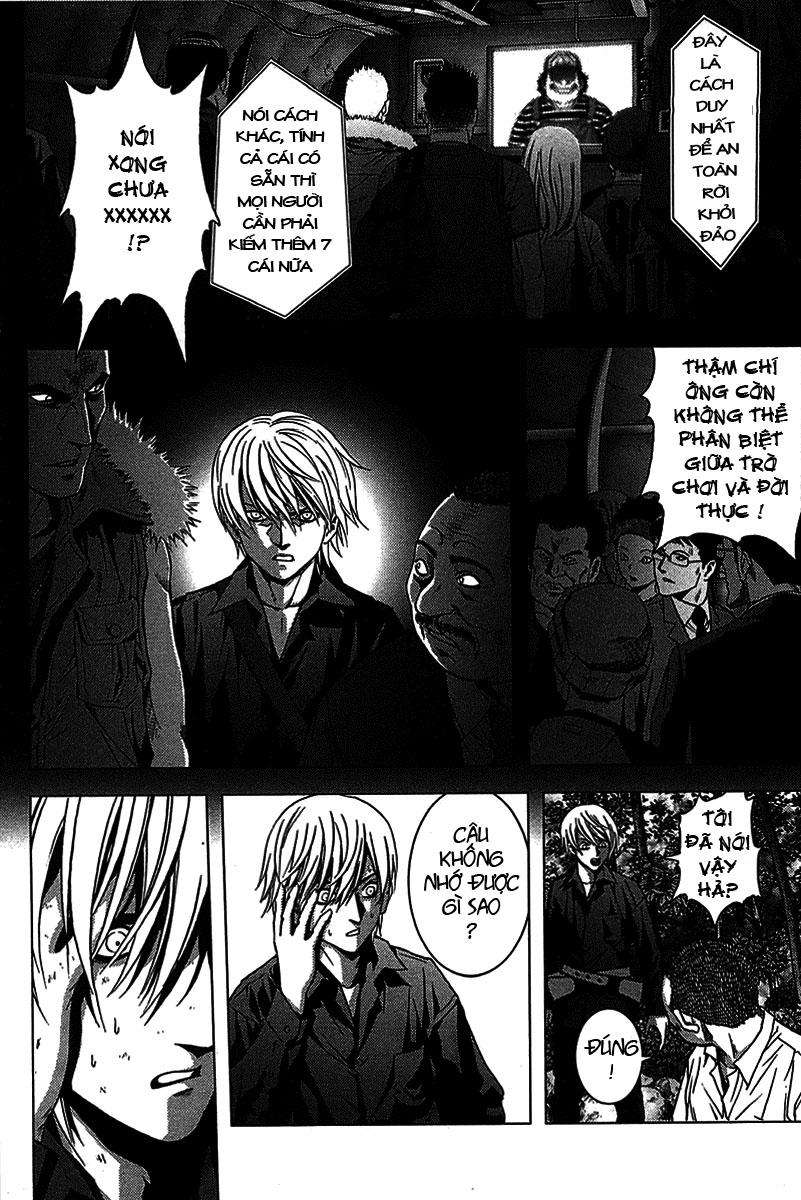 ĐÂY
LÀ
CÁCH
DUY
NHẤT
ĐỂ AN
TOÀN
RỜI
KHỎI
ĐẢO
NÓI CÁCH
KHÁC, TÍNH
CẢ CÁI CÓ
SẴN THÌ
MỌI NGƯỜI
CẦN PHẢI
KIẾM THÊM 7
CÁI NỮA
NÓI
XONG
CHƯA
XXXXXX
!?
THẬM CHÍ
ÔNG CÒN
KHÔNG THỂ
PHÂN BIỆT
GIỮA TRÒ
CHƠI VÀ ĐỜI
THỰC !
TÔI
ĐÃ NÓI
VẬY
HẢ?
ĐÚNG
!
CẬU
KHÔNG
NHỚ ĐƯỢC
GÌ SAO
?